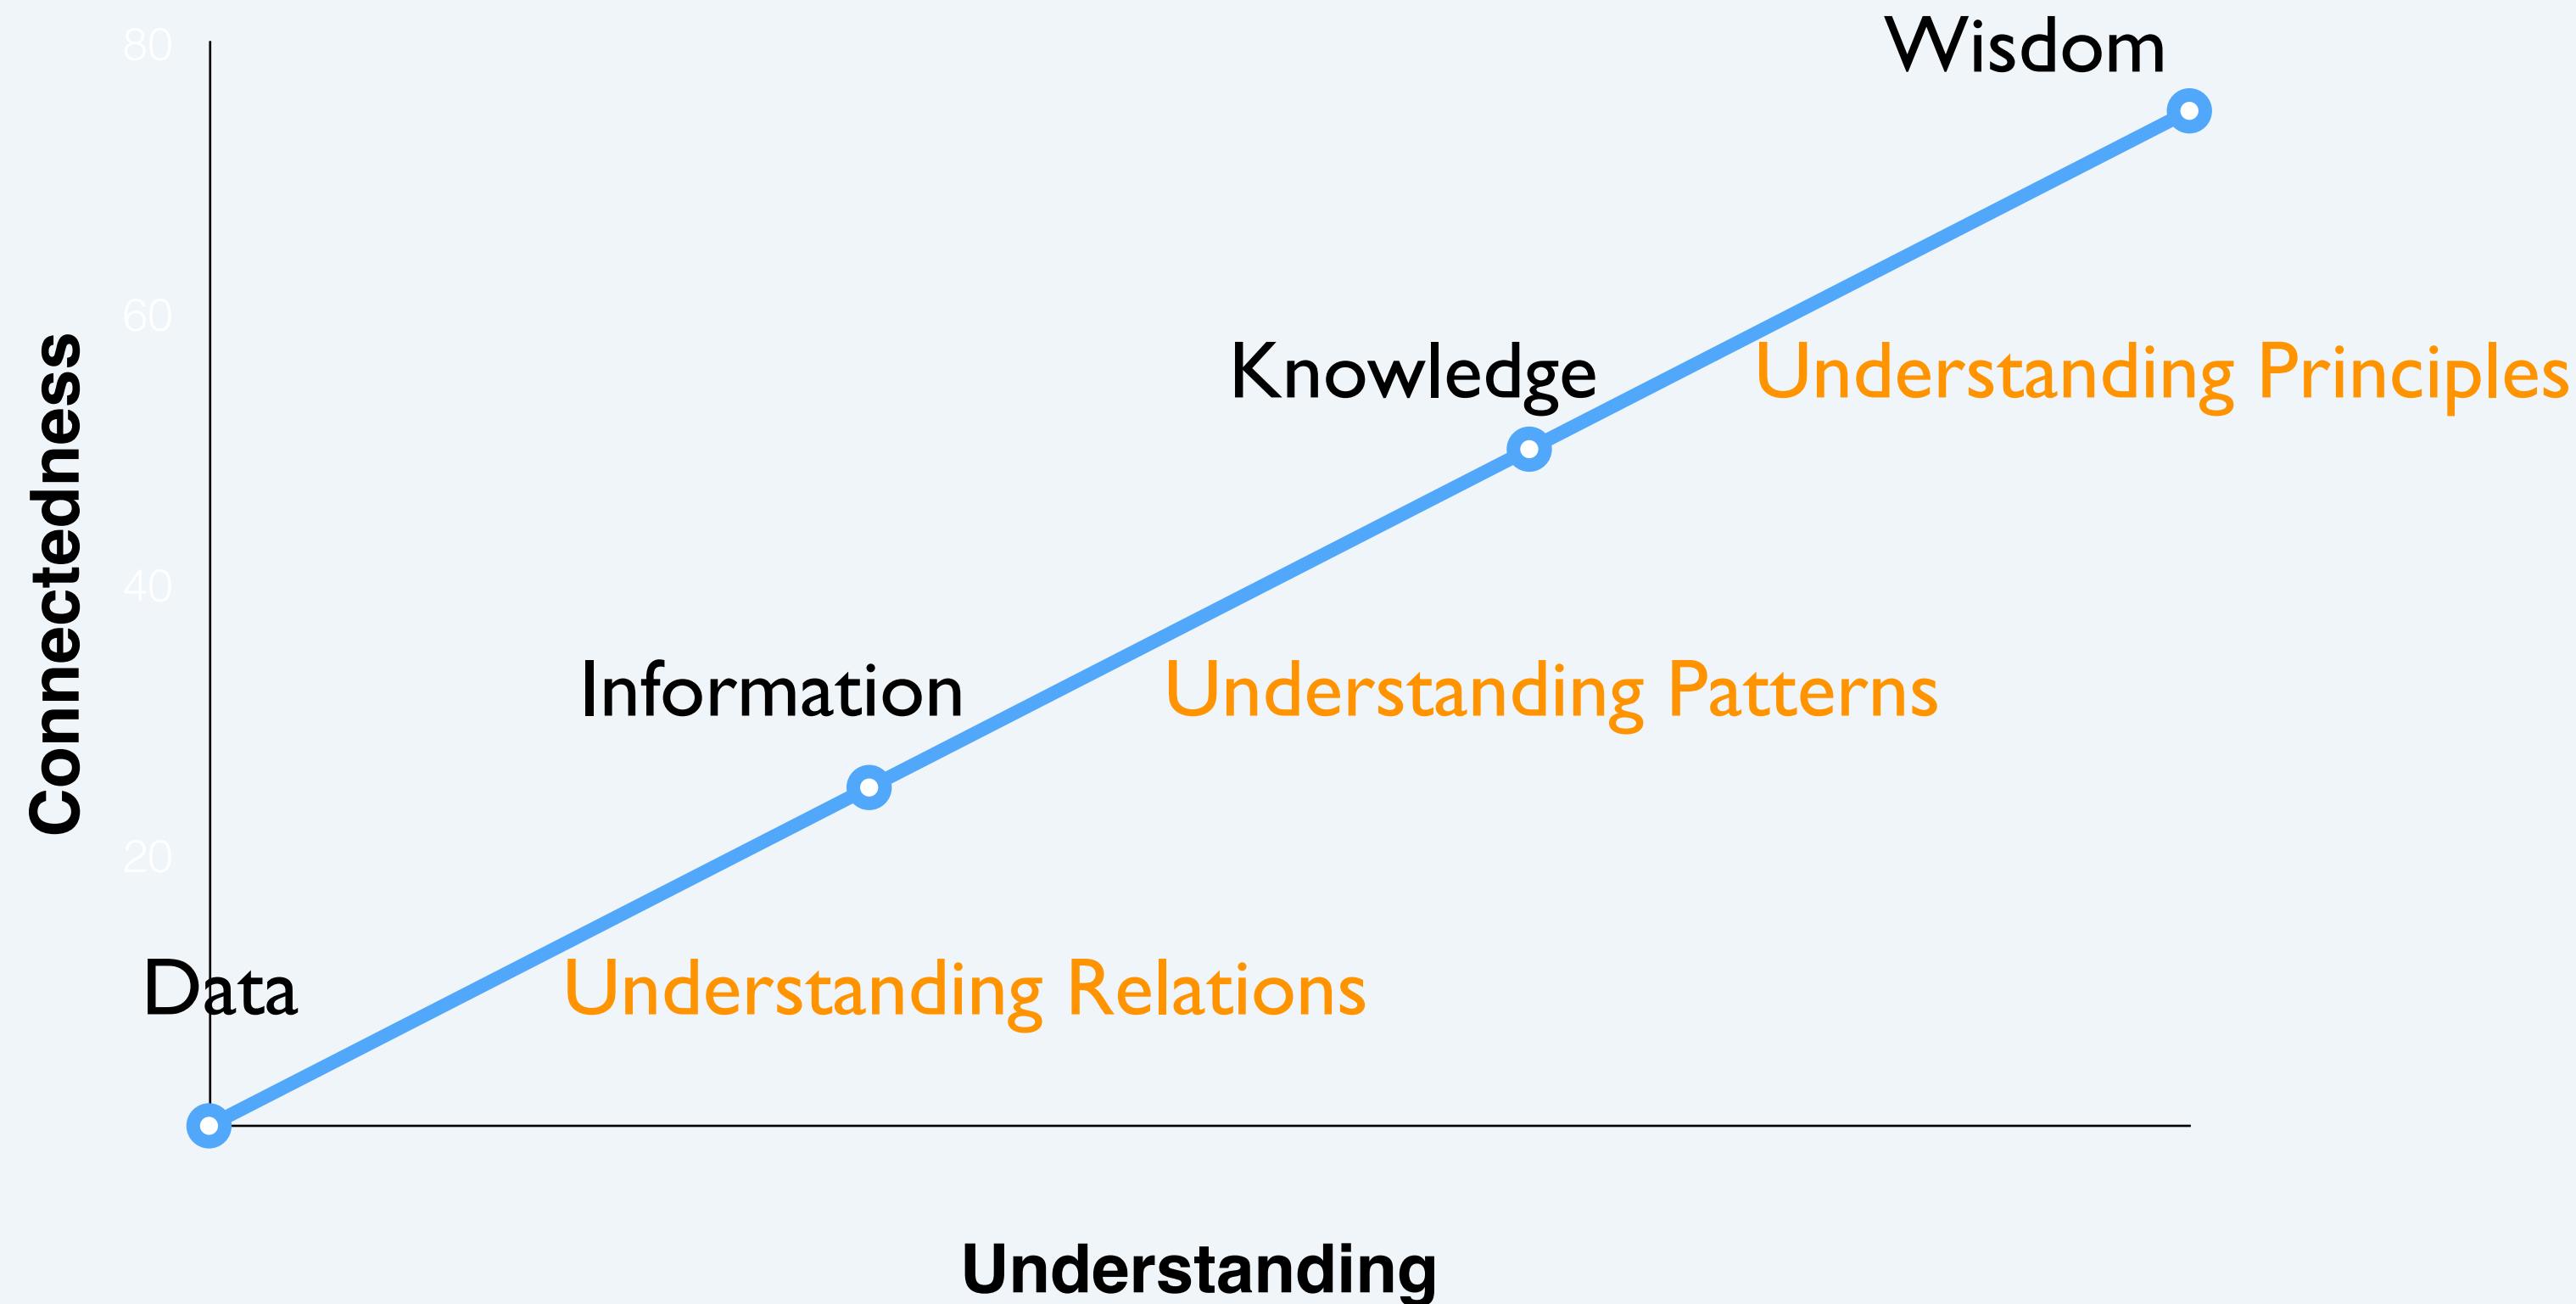 80
Wisdom
60
Knowledge
Understanding Principles
Connectedness
40
Information
Understanding Patterns
20
Data
Understanding Relations
Understanding